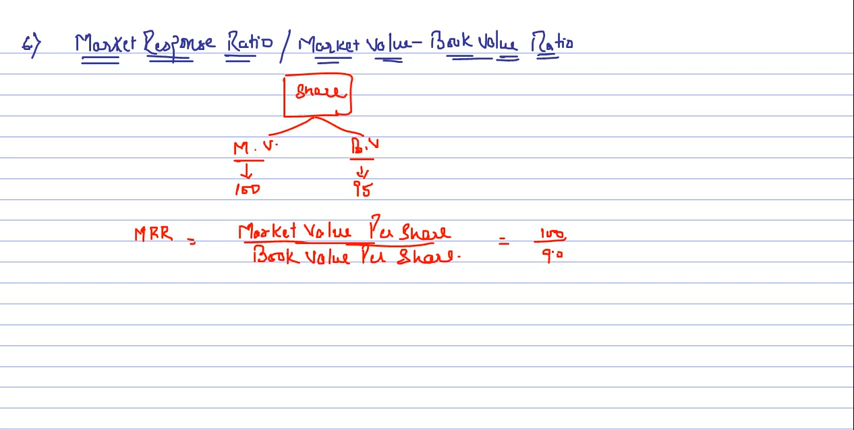 6) Market Response Ratio / Market Value - Book Value Ratio
Share
M.V. B.V
100 95
MRR = Market Value Per Share = 100
Book Value Per Share. 90